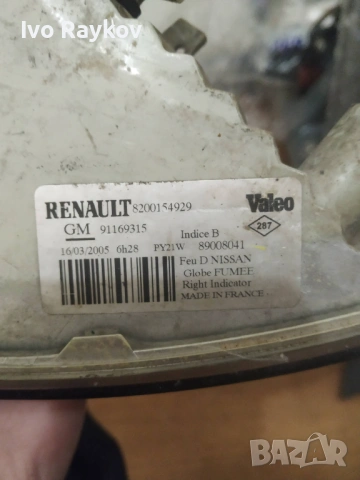 Ivo Raykov
RENAULT 8200154929 Valeo
GM 91169315 Indice B 287
16/03/2005 6h28 PY21W 89008041
Feu D NISSAN
Globe FUMEE
Right Indicator
MADE IN FRANCE
BAZAR